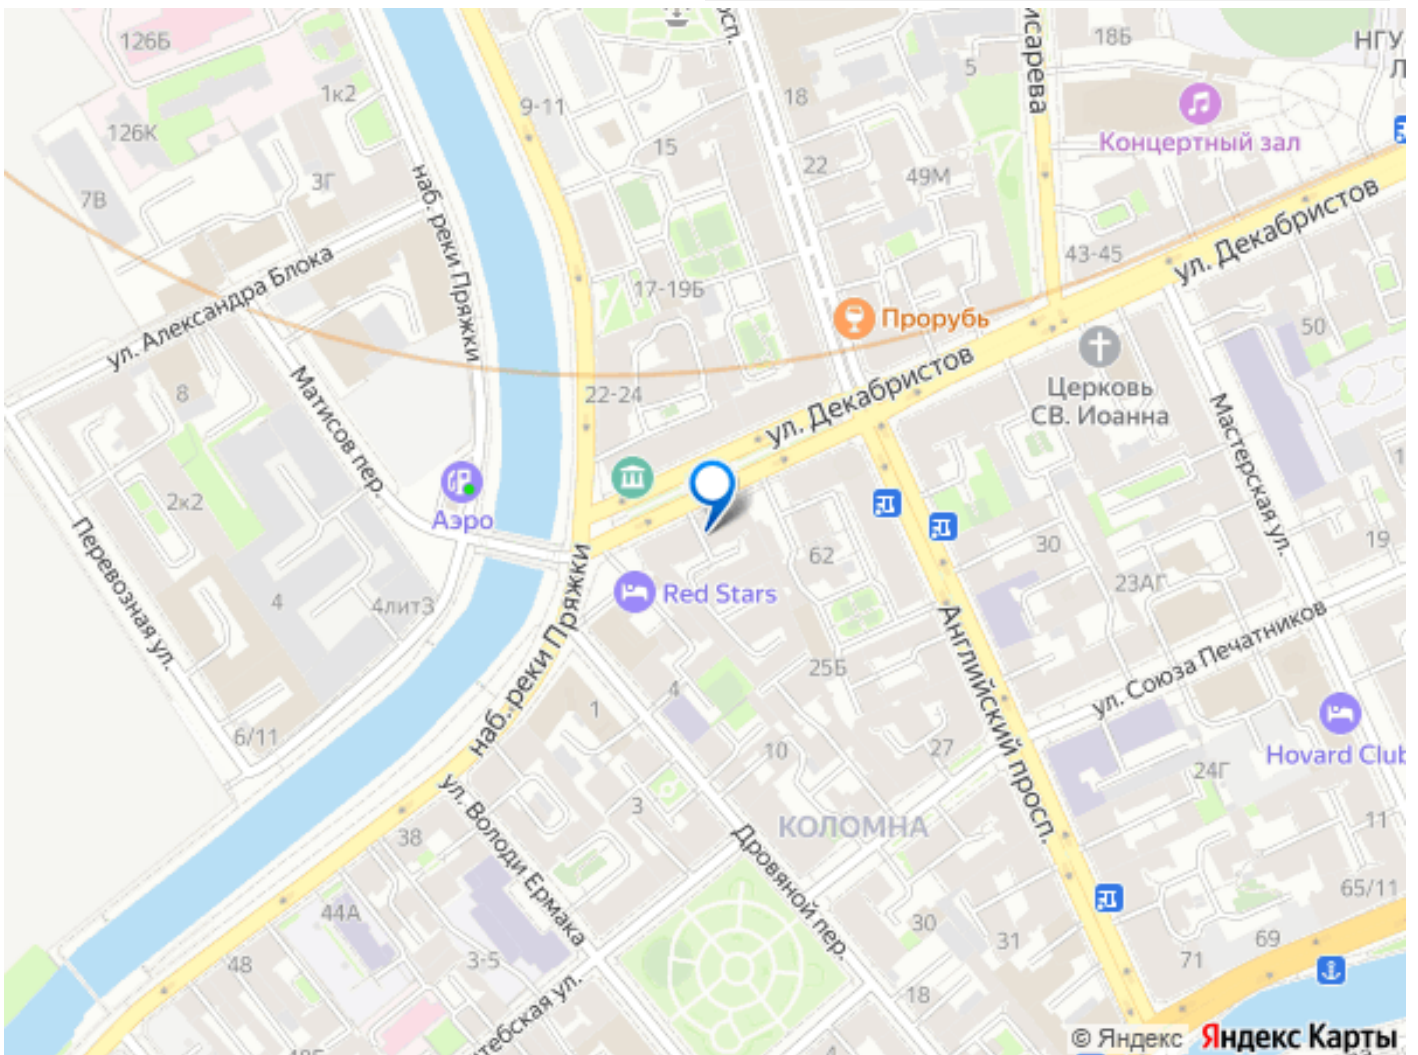 126Б
1к2
126К
7В
3Г
наб. реки Пряжки
ул. Александра Блока
Матисов пер.
8
2к2
Перевозная ул.
4
4литЗ
6/11
Аэро
9-11
15
17-19Б
22-24
просп.
18
22
49М
5
18Б
Концертный зал
НГУ
43-45
ул. Декабристов
Прорубь
ул. Декабристов
Церковь
СВ. Иоанна
50
Мастерская ул.
19
30
23АГ
62
25Б
Red Stars
наб. реки Пряжки
Английский просп.
ул. Союза Печатников
Hovard Club
24Г
11
65/11
69
71
27
10
4
1
3
КОЛОМНА
Дровяной пер.
ул. Володи Ермака
38
44А
48
3-5
30
31
18
© Яндекс Яндекс Карты